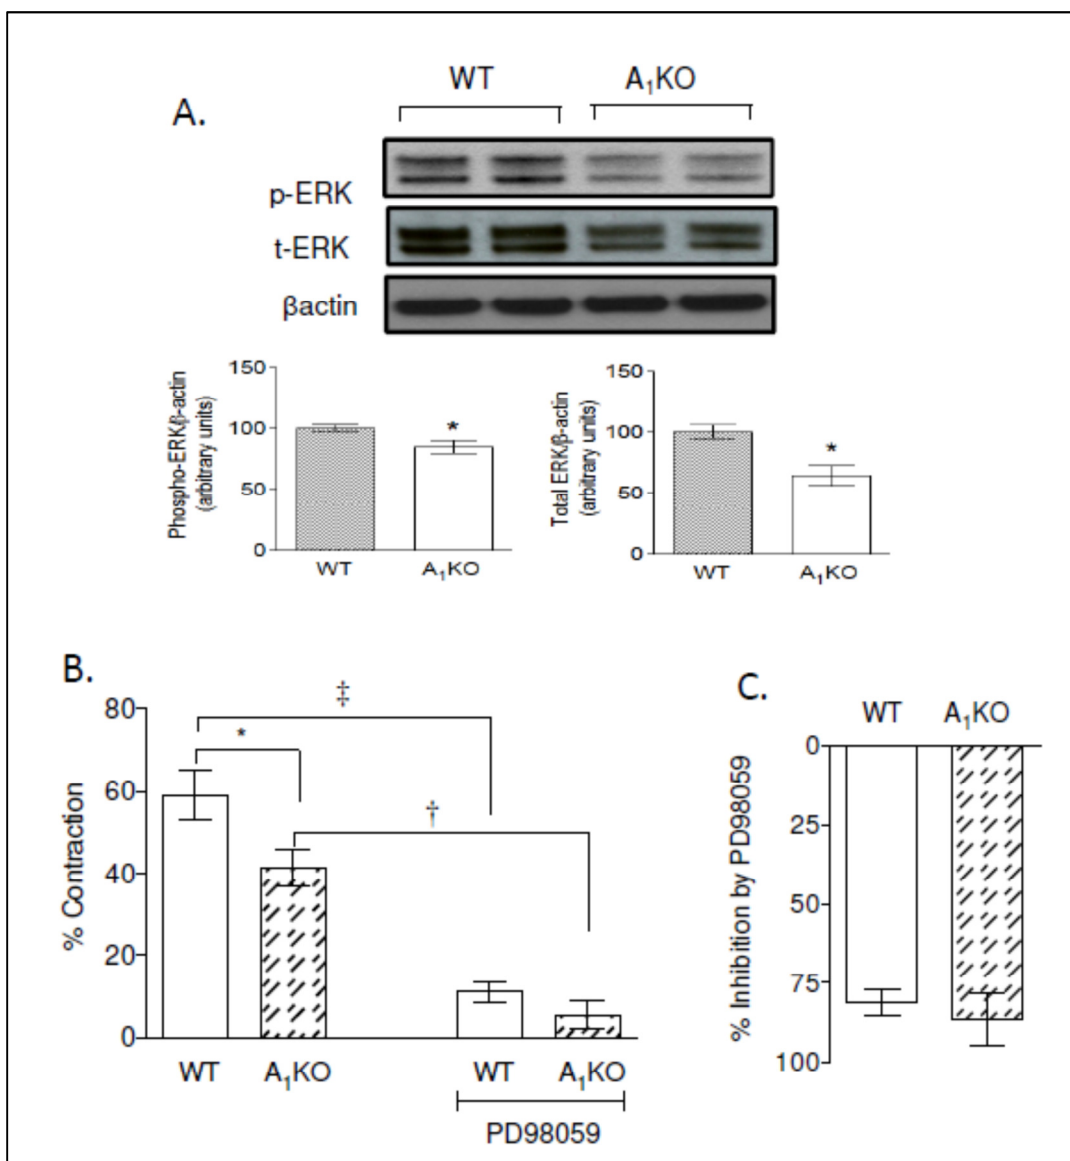 WT A₁KO
A.
p-ERK
t-ERK
βactin
Phospho-ERK/β-actin
(arbitrary units)
150
100
50
0
*
WT A₁KO
Total ERK/β-actin
(arbitrary units)
150
100
50
0
*
WT A₁KO
B.
% Contraction
80
60
40
20
0
‡
*
†
WT A₁KO WT A₁KO
PD98059
C.
WT A₁KO
% Inhibition by PD98059
0
25
50
75
100